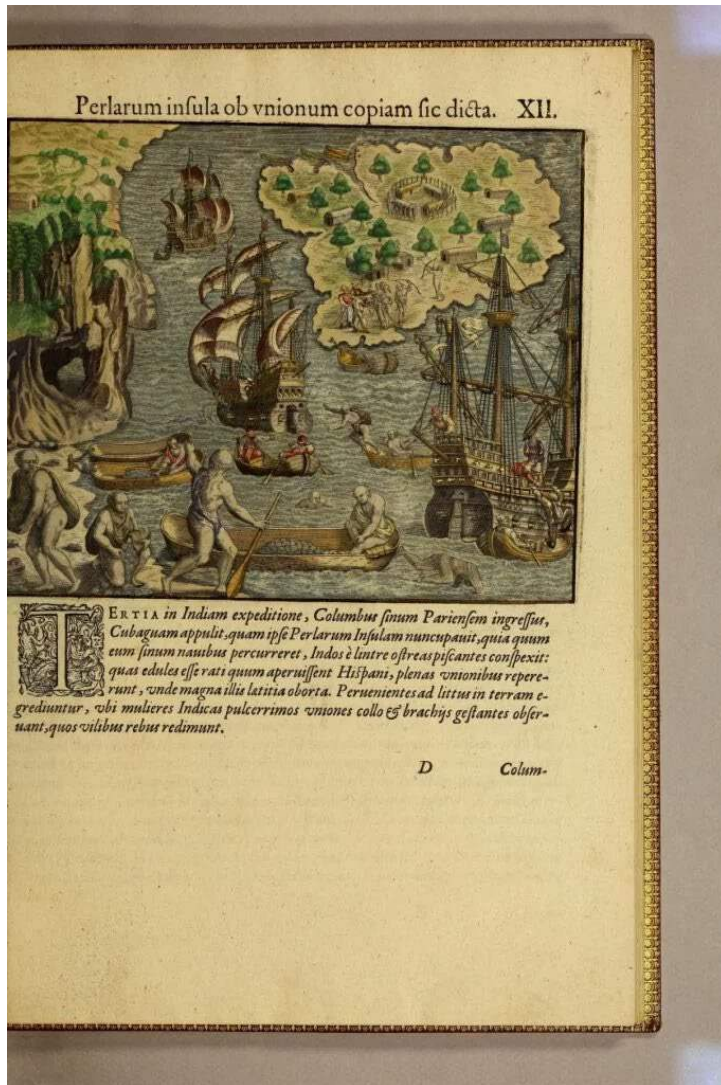 Perlarum inſula ob vnionum copiam ſic dicta. XII.
TERTIA in Indiam expeditione, Columbus ſinum Parienſem ingreſſus,
Cubaguam appulit, quam ipſe Perlarum Inſulam nuncupauit, quia quum
eum ſinum nauibus percurreret, Indos è lintre oſtreas piſcantes conſpexit:
quas edules eſſe rati quum aperuiſſent Hiſpani, plenas vnionibus repere-
runt, vnde magna illis lætitia oborta. Peruenientes ad littus in terram e-
grediuntur, vbi mulieres Indicas pulcerrimos vniones collo & brachijs geſtantes obſer-
uant, quos vilibus rebus redimunt.
D Colum-